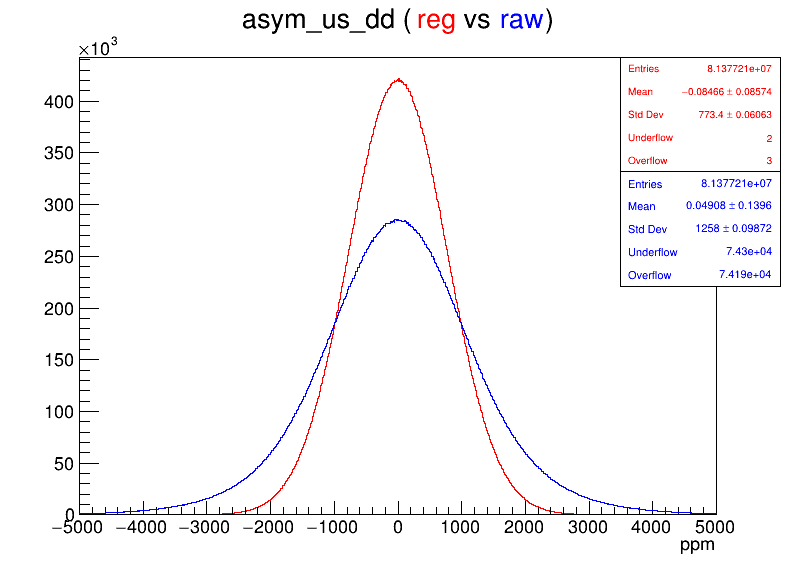 asym_us_dd ( reg vs raw)
×10³
Entries 8.137721e+07
Mean −0.08466 ± 0.08574
Std Dev 773.4 ± 0.06063
Underflow 2
Overflow 3
Entries 8.137721e+07
Mean 0.04908 ± 0.1396
Std Dev 1258 ± 0.09872
Underflow 7.43e+04
Overflow 7.419e+04
400
350
300
250
200
150
100
50
0
−5000 −4000 −3000 −2000 −1000 0 1000 2000 3000 4000 5000
ppm